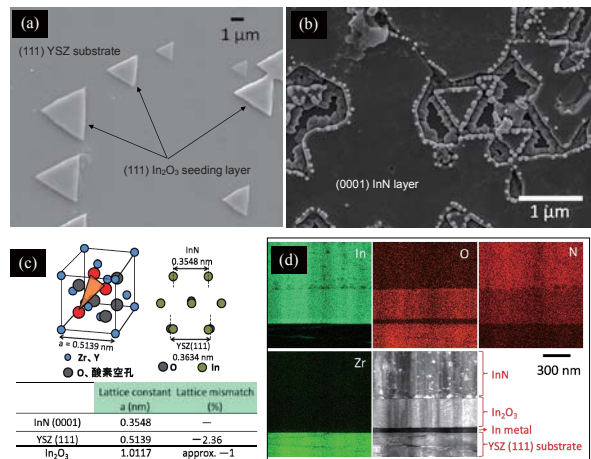 (a)
1 μm
(111) YSZ substrate
(111) In₂O₃ seeding layer
(b)
(0001) InN layer
1 μm
(c)
InN
0.3548 nm
a = 0.5139 nm
YSZ(111)
0.3634 nm
Zr、Y
O、酸素空孔
O
In
Lattice constant a (nm)
Lattice mismatch (%)
InN (0001) 0.3548 —
YSZ (111) 0.5139 −2.36
In₂O₃ 1.0117 approx. −1
(d)
In
O
N
Zr
300 nm
InN
In₂O₃
In metal
YSZ (111) substrate